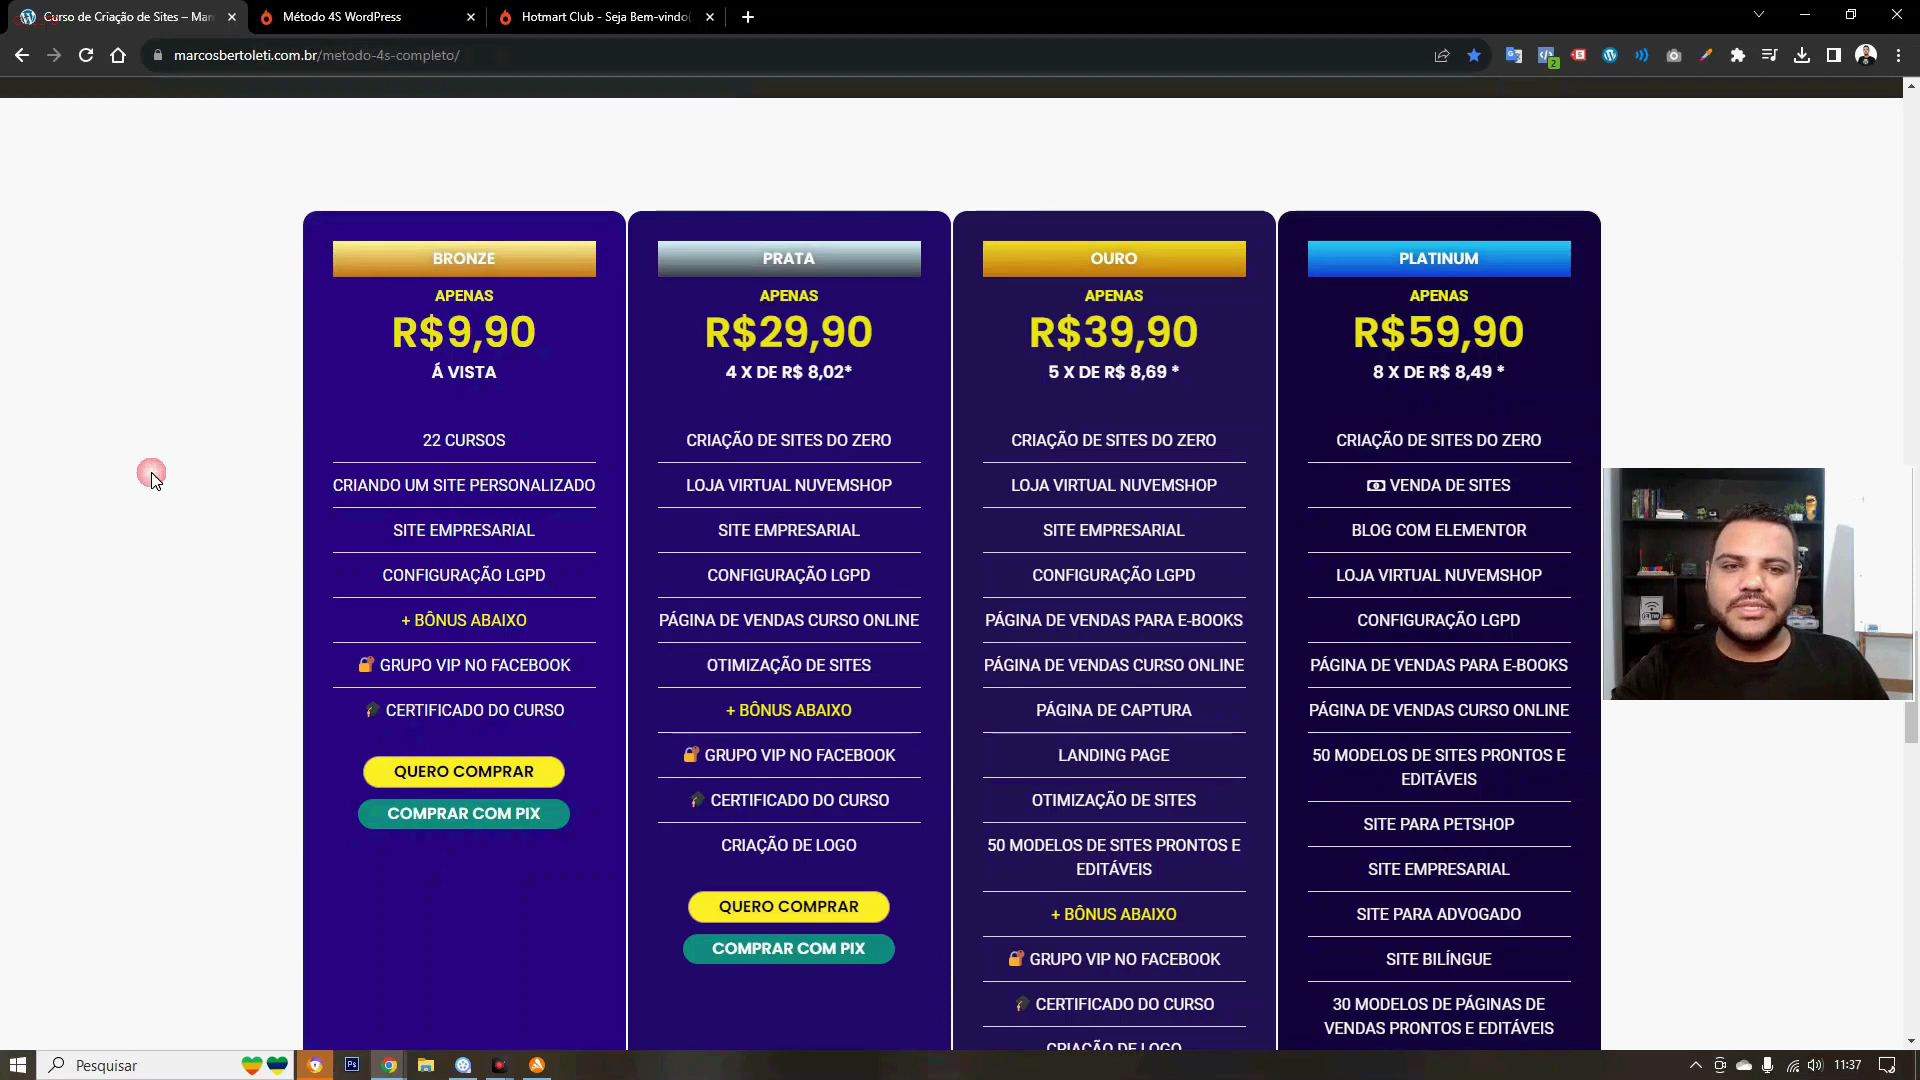 Curso de Criação de Sites – Mar
Método 4S WordPress
Hotmart Club - Seja Bem-vindo(
marcosbertoleti.com.br/metodo-4s-completo/
2
BRONZE
APENAS
R$9,90
Á VISTA
22 CURSOS
CRIANDO UM SITE PERSONALIZADO
SITE EMPRESARIAL
CONFIGURAÇÃO LGPD
+ BÔNUS ABAIXO
GRUPO VIP NO FACEBOOK
CERTIFICADO DO CURSO
QUERO COMPRAR
COMPRAR COM PIX
PRATA
APENAS
R$29,90
4 X DE R$ 8,02*
CRIAÇÃO DE SITES DO ZERO
LOJA VIRTUAL NUVEMSHOP
SITE EMPRESARIAL
CONFIGURAÇÃO LGPD
PÁGINA DE VENDAS CURSO ONLINE
OTIMIZAÇÃO DE SITES
+ BÔNUS ABAIXO
GRUPO VIP NO FACEBOOK
CERTIFICADO DO CURSO
CRIAÇÃO DE LOGO
QUERO COMPRAR
COMPRAR COM PIX
OURO
APENAS
R$39,90
5 X DE R$ 8,69 *
CRIAÇÃO DE SITES DO ZERO
LOJA VIRTUAL NUVEMSHOP
SITE EMPRESARIAL
CONFIGURAÇÃO LGPD
PÁGINA DE VENDAS PARA E-BOOKS
PÁGINA DE VENDAS CURSO ONLINE
PÁGINA DE CAPTURA
LANDING PAGE
OTIMIZAÇÃO DE SITES
50 MODELOS DE SITES PRONTOS E
EDITÁVEIS
+ BÔNUS ABAIXO
GRUPO VIP NO FACEBOOK
CERTIFICADO DO CURSO
CRIAÇÃO DE LOGO
PLATINUM
APENAS
R$59,90
8 X DE R$ 8,49 *
CRIAÇÃO DE SITES DO ZERO
VENDA DE SITES
BLOG COM ELEMENTOR
LOJA VIRTUAL NUVEMSHOP
CONFIGURAÇÃO LGPD
PÁGINA DE VENDAS PARA E-BOOKS
PÁGINA DE VENDAS CURSO ONLINE
50 MODELOS DE SITES PRONTOS E
EDITÁVEIS
SITE PARA PETSHOP
SITE EMPRESARIAL
SITE PARA ADVOGADO
SITE BILÍNGUE
30 MODELOS DE PÁGINAS DE
VENDAS PRONTOS E EDITÁVEIS
Pesquisar
Ps
11:37